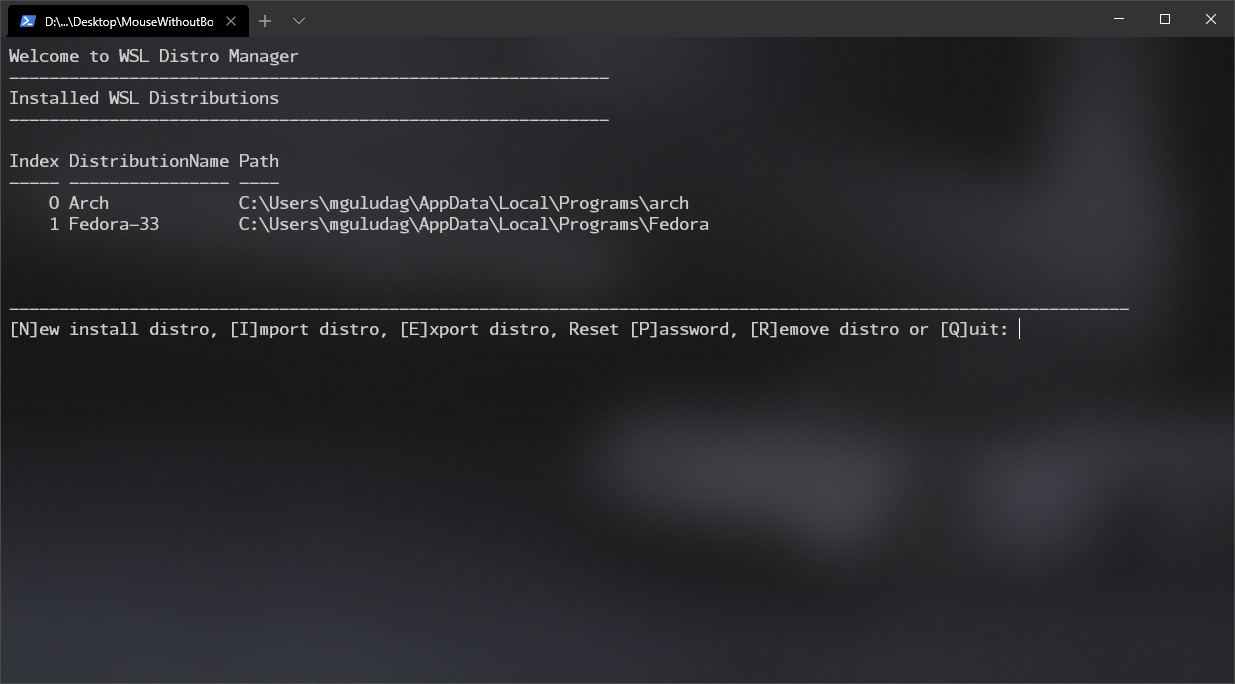 D:\...\Desktop\MouseWithoutBo
Welcome to WSL Distro Manager
------------------------------------------------------------
Installed WSL Distributions
------------------------------------------------------------
Index DistributionName Path
----- ---------------- ----
0 Arch C:\Users\mguludag\AppData\Local\Programs\arch
1 Fedora-33 C:\Users\mguludag\AppData\Local\Programs\Fedora
----------------------------------------------------------------------------------------------------------------
[N]ew install distro, [I]mport distro, [E]xport distro, Reset [P]assword, [R]emove distro or [Q]uit: